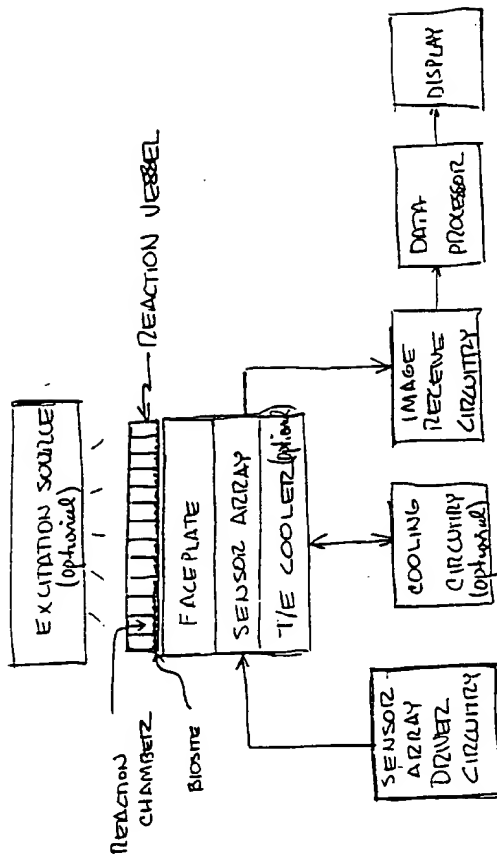 EXCITATION SOURCE
(optional)
REACTION VESSEL
REACTION
CHAMBER
BIOSITE
FACEPLATE
SENSOR ARRAY
T/E COOLER (optional)
SENSOR
ARRAY
DRIVER
CIRCUITRY
COOLING
CIRCUITRY
(optional)
IMAGE
RECEIVE
CIRCUITRY
DATA
PROCESSOR
DISPLAY